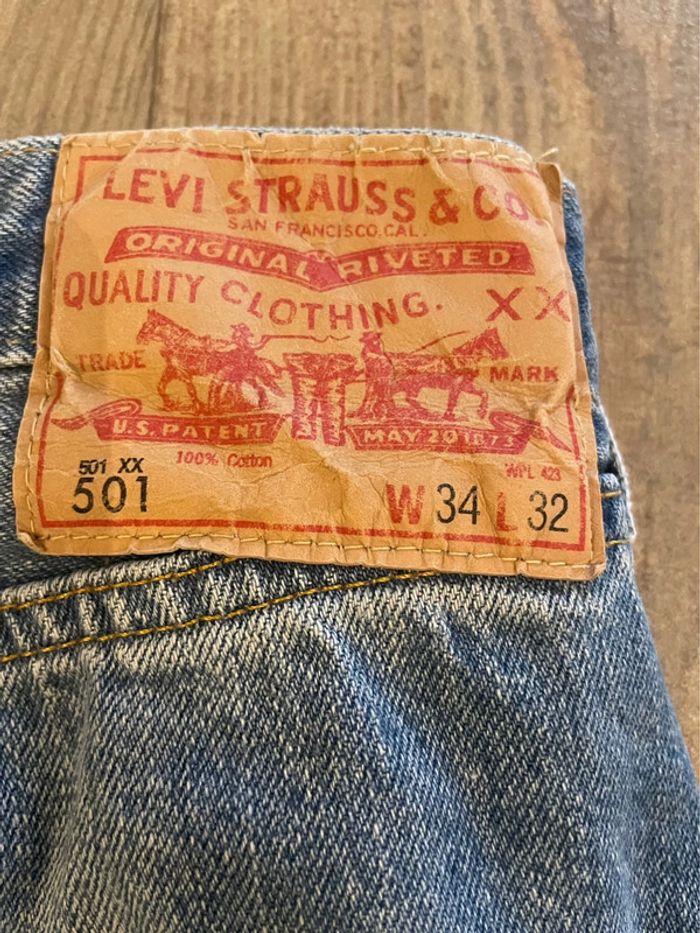 LEVI STRAUSS & CO.
SAN FRANCISCO, CAL.
ORIGINAL RIVETED
QUALITY CLOTHING. XX
TRADE MARK
U.S. PATENT MAY 20 1873
501 XX 100% Cotton WPL 423
501 W 34 L 32